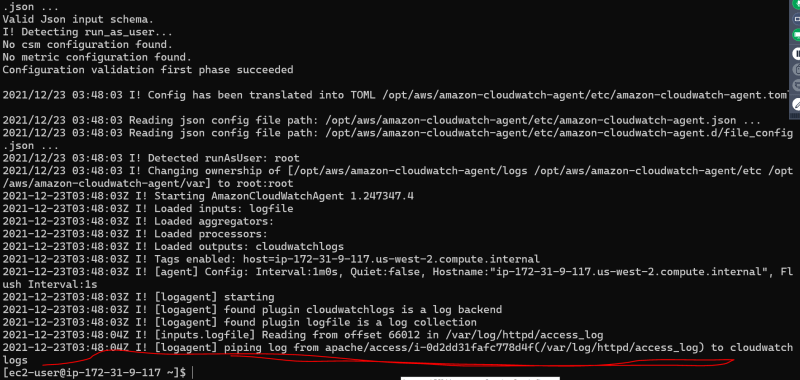 .json ...
Valid Json input schema.
I! Detecting run_as_user...
No csm configuration found.
No metric configuration found.
Configuration validation first phase succeeded
2021/12/23 03:48:03 I! Config has been translated into TOML /opt/aws/amazon-cloudwatch-agent/etc/amazon-cloudwatch-agent.toml
2021/12/23 03:48:03 Reading json config file path: /opt/aws/amazon-cloudwatch-agent/etc/amazon-cloudwatch-agent.json ...
2021/12/23 03:48:03 Reading json config file path: /opt/aws/amazon-cloudwatch-agent/etc/amazon-cloudwatch-agent.d/file_config
.json ...
2021/12/23 03:48:03 I! Detected runAsUser: root
2021/12/23 03:48:03 I! Changing ownership of [/opt/aws/amazon-cloudwatch-agent/logs /opt/aws/amazon-cloudwatch-agent/etc /opt
/aws/amazon-cloudwatch-agent/var] to root:root
2021-12-23T03:48:03Z I! Starting AmazonCloudWatchAgent 1.247347.4
2021-12-23T03:48:03Z I! Loaded inputs: logfile
2021-12-23T03:48:03Z I! Loaded aggregators:
2021-12-23T03:48:03Z I! Loaded processors:
2021-12-23T03:48:03Z I! Loaded outputs: cloudwatchlogs
2021-12-23T03:48:03Z I! Tags enabled: host=ip-172-31-9-117.us-west-2.compute.internal
2021-12-23T03:48:03Z I! [agent] Config: Interval:1m0s, Quiet:false, Hostname:"ip-172-31-9-117.us-west-2.compute.internal", Fl
ush Interval:1s
2021-12-23T03:48:03Z I! [logagent] starting
2021-12-23T03:48:03Z I! [logagent] found plugin cloudwatchlogs is a log backend
2021-12-23T03:48:03Z I! [logagent] found plugin logfile is a log collection
2021-12-23T03:48:04Z I! [inputs.logfile] Reading from offset 66012 in /var/log/httpd/access_log
2021-12-23T03:48:04Z I! [logagent] piping log from apache/access/i-0d2dd31fafc778d4f(/var/log/httpd/access_log) to cloudwatch
logs
[ec2-user@ip-172-31-9-117 ~]$